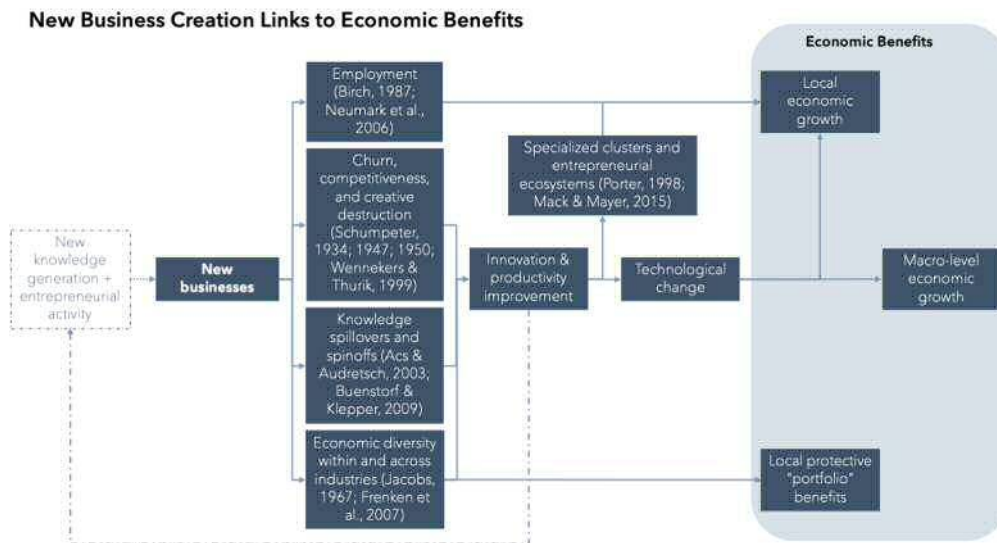 New Business Creation Links to Economic Benefits
Economic Benefits
Employment
(Birch, 1987;
Neumark et al.,
2006)
Local
economic
growth
Specialized clusters and
entrepreneurial
ecosystems (Porter, 1998;
Mack & Mayer, 2015)
Churn,
competitiveness,
and creative
destruction
(Schumpeter,
1934; 1947; 1950;
Wennekers &
Thurik, 1999)
New
knowledge
generation +
entrepreneurial
activity
New
businesses
Innovation &
productivity
improvement
Technological
change
Macro-level
economic
growth
Knowledge
spillovers and
spinoffs (Acs &
Audretsch, 2003;
Buenstorf &
Klepper, 2009)
Economic diversity
within and across
industries (Jacobs,
1967; Frenken et
al., 2007)
Local protective
"portfolio"
benefits